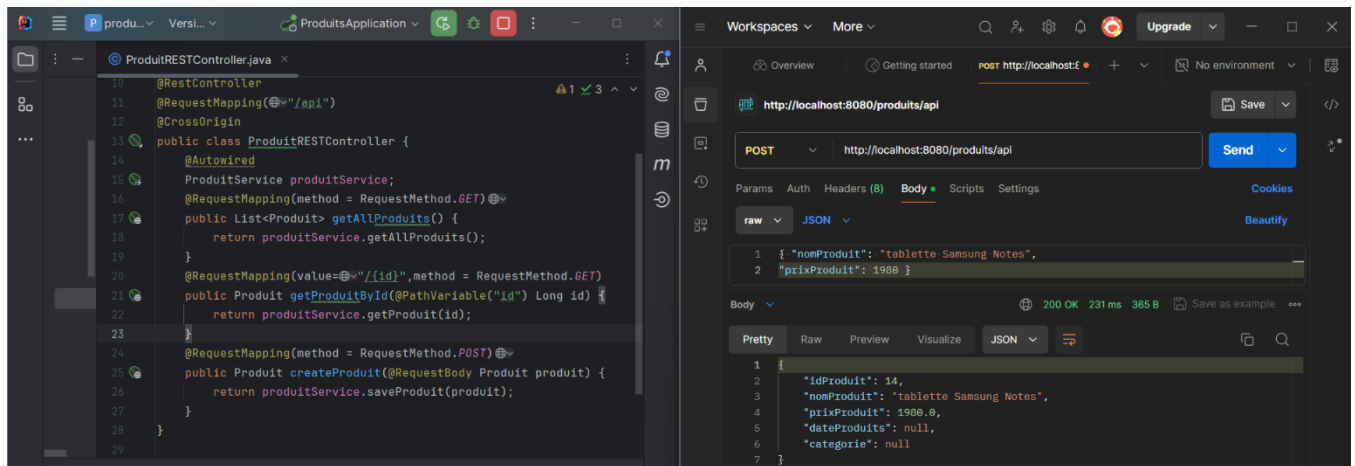 P produ... Versi... ProduitsApplication
ProduitRESTController.java
10 @RestController
11 @RequestMapping("/api")
12 @CrossOrigin
13 public class ProduitRESTController {
14 @Autowired
15 ProduitService produitService;
16 @RequestMapping(method = RequestMethod.GET)
17 public List<Produit> getAllProduits() {
18 return produitService.getAllProduits();
19 }
20 @RequestMapping(value="/{id}",method = RequestMethod.GET)
21 public Produit getProduitById(@PathVariable("id") Long id) {
22 return produitService.getProduit(id);
23 }
24 @RequestMapping(method = RequestMethod.POST)
25 public Produit createProduit(@RequestBody Produit produit) {
26 return produitService.saveProduit(produit);
27 }
28 }
29
1 3
m
Workspaces More Upgrade
Overview Getting started POST http://localhost:8 No environment
HTTP http://localhost:8080/produits/api Save
POST http://localhost:8080/produits/api Send
Params Auth Headers (8) Body Scripts Settings Cookies
raw JSON Beautify
1 { "nomProduit": "tablette Samsung Notes",
2 "prixProduit": 1980 }
Body 200 OK 231 ms 365 B Save as example
Pretty Raw Preview Visualize JSON
1 {
2 "idProduit": 14,
3 "nomProduit": "tablette Samsung Notes",
4 "prixProduit": 1980.0,
5 "dateProduits": null,
6 "categorie": null
7 }